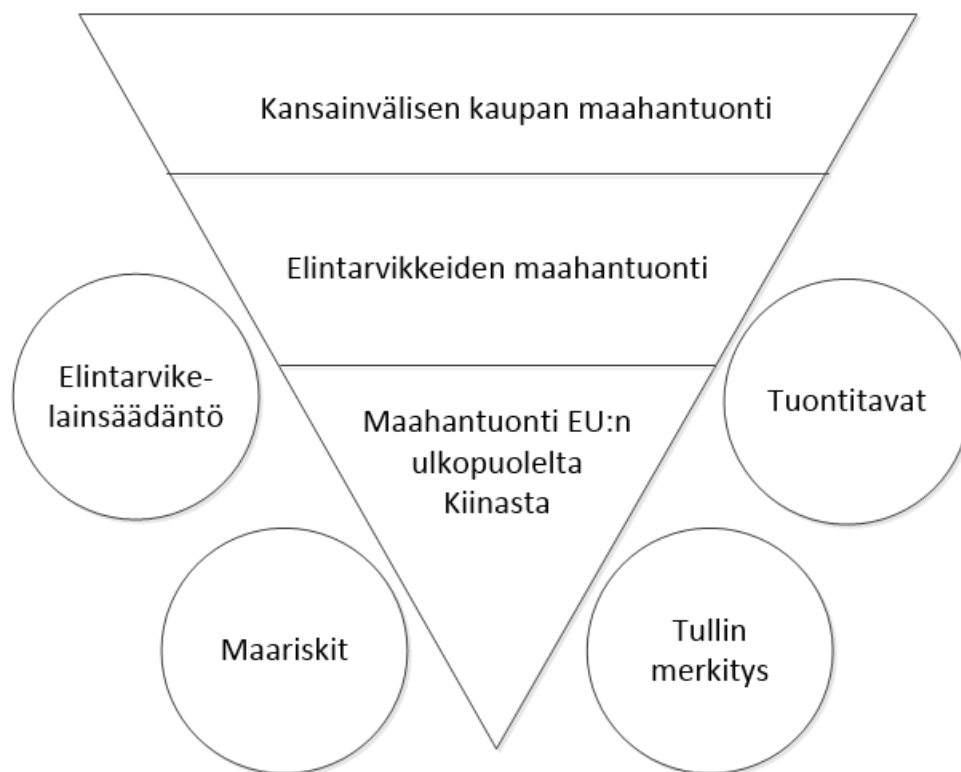 Kansainvälisen kaupan maahantuonti
Elintarvikkeiden maahantuonti
Elintarvike-
lainsäädäntö
Tuontitavat
Maahantuonti EU:n
ulkopuolelta
Kiinasta
Maariskit
Tullin
merkitys